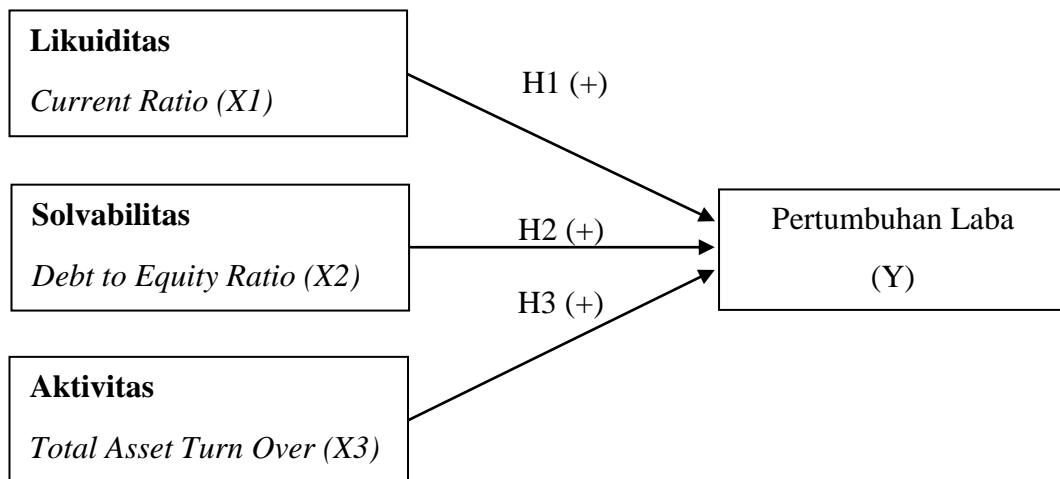 Likuiditas
Current Ratio (X1)
H1 (+)
Solvabilitas
Debt to Equity Ratio (X2)
H2 (+)
Pertumbuhan Laba
(Y)
H3 (+)
Aktivitas
Total Asset Turn Over (X3)